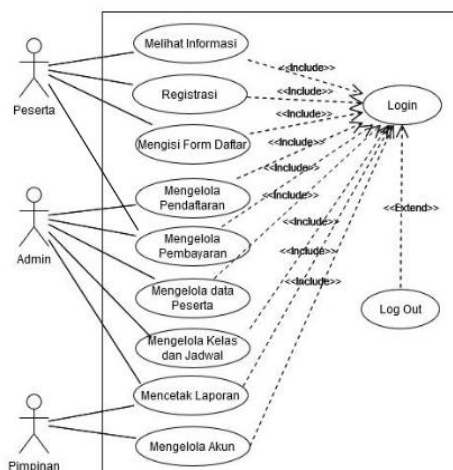 Melihat Informasi
<<Include>>
Peserta
Registrasi
<<Include>>
Login
<<Include>>
Mengisi Form Daftar
<<Include>>
Mengelola
Pendaftaran
<<Include>>
<<Include>>
<<Extend>>
Admin
Mengelola
Pembayaran
<<Include>>
<<Include>>
Mengelola data
Peserta
<<Include>>
Log Out
Mengelola Kelas
dan Jadwal
Mencetak Laporan
Pimpinan
Mengelola Akun